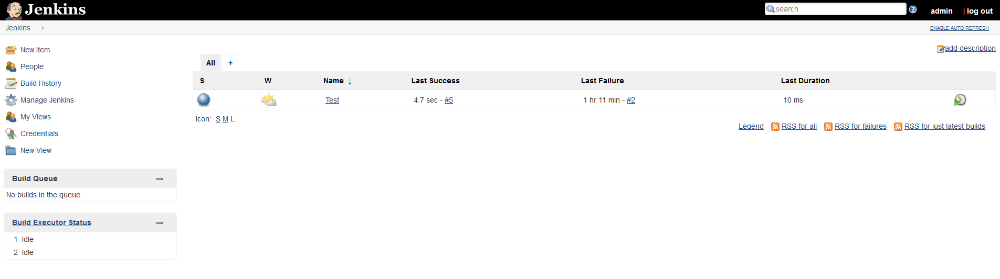 Jenkins
search
admin
| log out
Jenkins
ENABLE AUTO REFRESH
New Item
People
Build History
Manage Jenkins
My Views
Credentials
New View
Build Queue
No builds in the queue.
Build Executor Status
1 Idle
2 Idle
add description
All +
S W Name ↓ Last Success Last Failure Last Duration
Test 4.7 sec - #5 1 hr 11 min - #2 10 ms
Icon: S M L
Legend RSS for all RSS for failures RSS for just latest builds